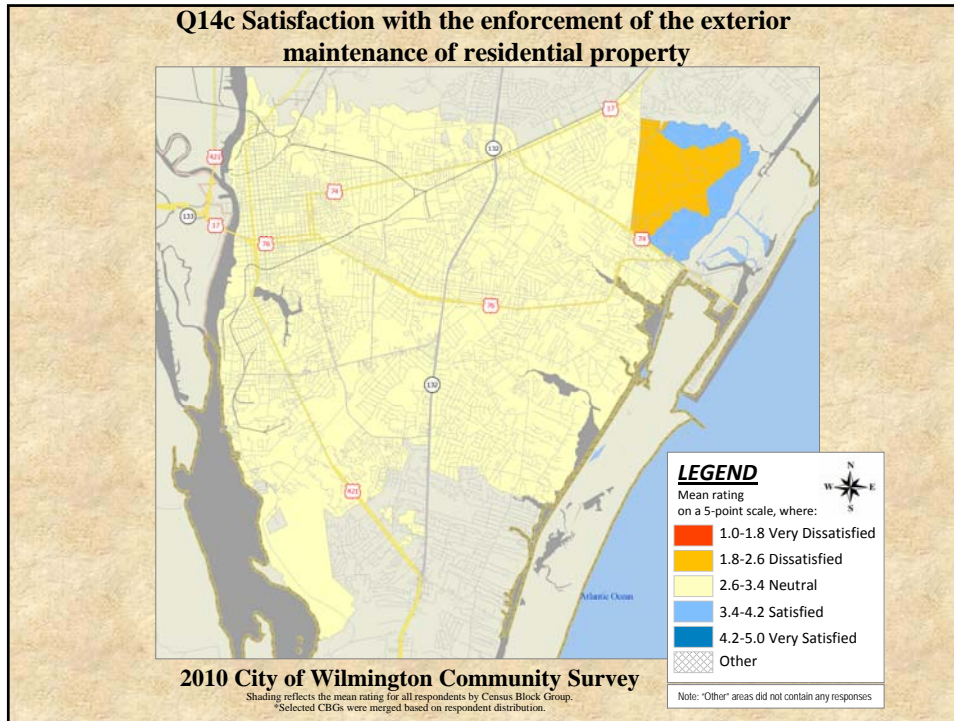 Q14c Satisfaction with the enforcement of the exterior
maintenance of residential property
17
132
421
74
133
17
76
74
76
132
421
Atlantic Ocean
LEGEND
Mean rating
on a 5-point scale, where:
N
W E
S
1.0-1.8 Very Dissatisfied
1.8-2.6 Dissatisfied
2.6-3.4 Neutral
3.4-4.2 Satisfied
4.2-5.0 Very Satisfied
Other
Note: "Other" areas did not contain any responses
2010 City of Wilmington Community Survey
Shading reflects the mean rating for all respondents by Census Block Group.
*Selected CBGs were merged based on respondent distribution.